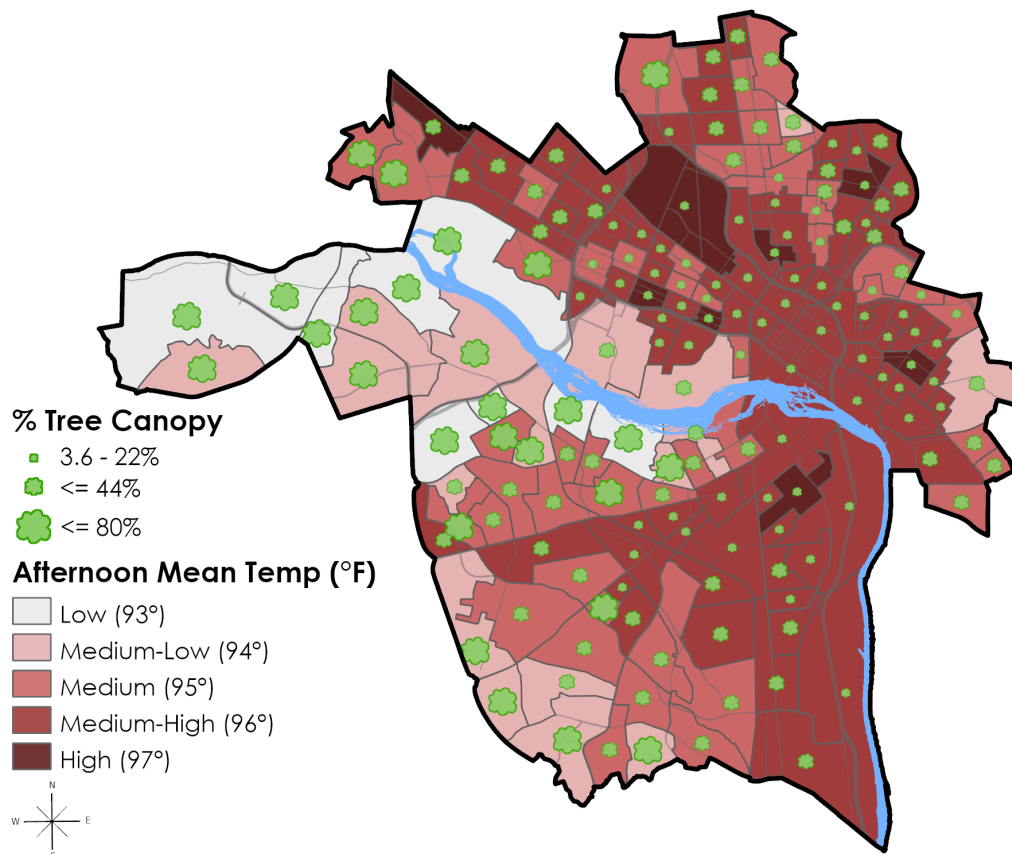 % Tree Canopy
3.6 - 22%
<= 44%
<= 80%
Afternoon Mean Temp (°F)
Low (93°)
Medium-Low (94°)
Medium (95°)
Medium-High (96°)
High (97°)
N
W E